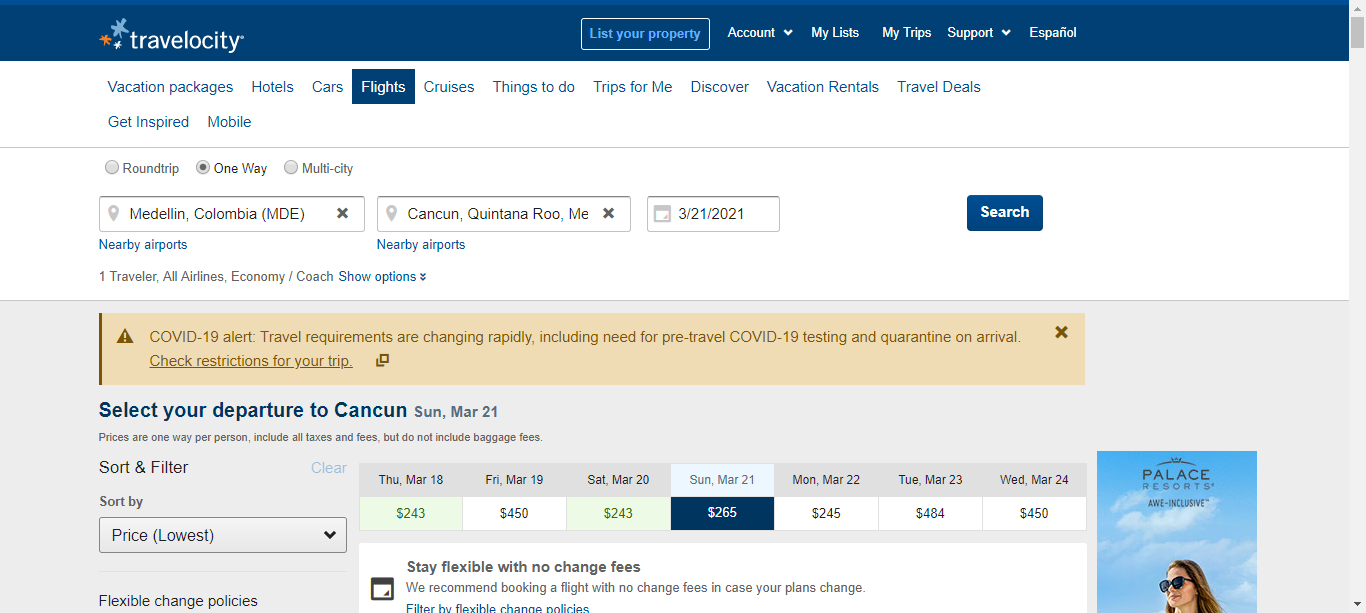 travelocity
List your property
Account
My Lists
My Trips
Support
Español
Vacation packages
Hotels
Cars
Flights
Cruises
Things to do
Trips for Me
Discover
Vacation Rentals
Travel Deals
Get Inspired
Mobile
Roundtrip
One Way
Multi-city
Medellin, Colombia (MDE)
Cancun, Quintana Roo, Me
3/21/2021
Search
Nearby airports
Nearby airports
1 Traveler, All Airlines, Economy / Coach Show options
COVID-19 alert: Travel requirements are changing rapidly, including need for pre-travel COVID-19 testing and quarantine on arrival.
Check restrictions for your trip.
Select your departure to Cancun Sun, Mar 21
Prices are one way per person, include all taxes and fees, but do not include baggage fees.
Sort & Filter
Clear
Sort by
Price (Lowest)
Flexible change policies
Thu, Mar 18
Fri, Mar 19
Sat, Mar 20
Sun, Mar 21
Mon, Mar 22
Tue, Mar 23
Wed, Mar 24
$243
$450
$243
$265
$245
$484
$450
Stay flexible with no change fees
We recommend booking a flight with no change fees in case your plans change.
Filter by flexible change policies
PALACE
RESORTS
AWE-INCLUSIVE™